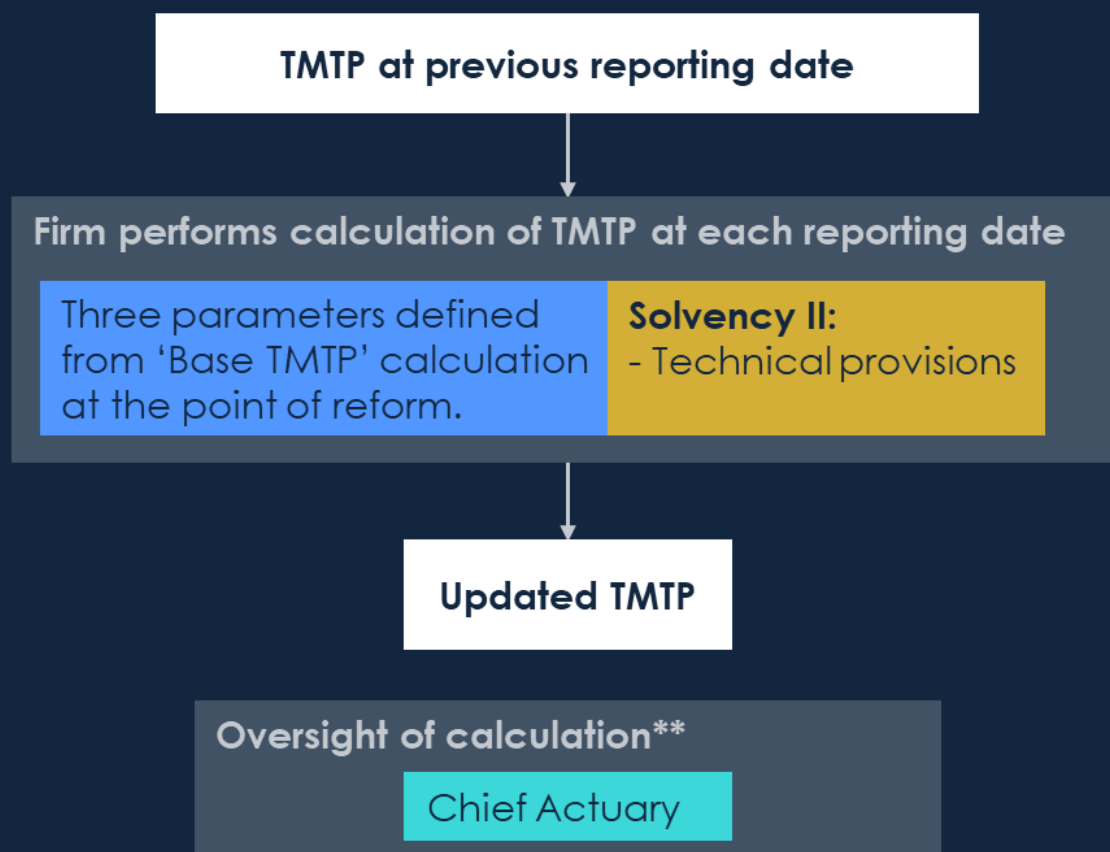 TMTP at previous reporting date
Firm performs calculation of TMTP at each reporting date
Three parameters defined
from ‘Base TMTP’ calculation
at the point of reform.
Solvency II:
- Technical provisions
Updated TMTP
Oversight of calculation**
Chief Actuary